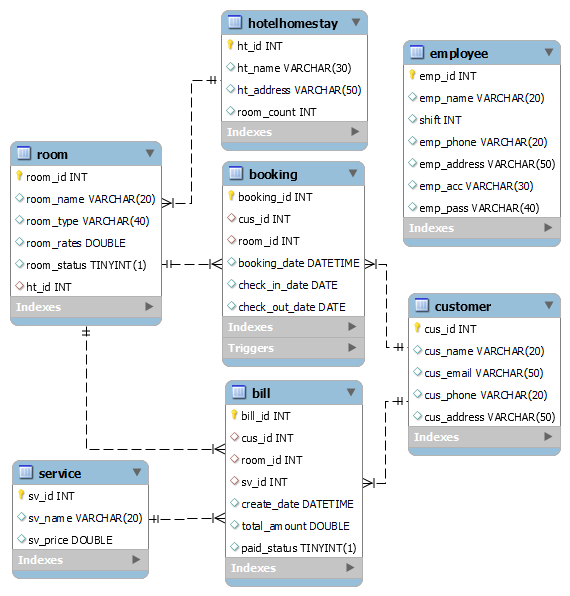 hotelhomestay
ht_id INT
ht_name VARCHAR(30)
ht_address VARCHAR(50)
room_count INT
Indexes
employee
emp_id INT
emp_name VARCHAR(20)
shift INT
emp_phone VARCHAR(20)
emp_address VARCHAR(50)
emp_acc VARCHAR(30)
emp_pass VARCHAR(40)
Indexes
room
room_id INT
room_name VARCHAR(20)
room_type VARCHAR(40)
room_rates DOUBLE
room_status TINYINT(1)
ht_id INT
Indexes
booking
booking_id INT
cus_id INT
room_id INT
booking_date DATETIME
check_in_date DATE
check_out_date DATE
Indexes
Triggers
customer
cus_id INT
cus_name VARCHAR(20)
cus_email VARCHAR(50)
cus_phone VARCHAR(20)
cus_address VARCHAR(50)
Indexes
bill
bill_id INT
cus_id INT
room_id INT
sv_id INT
create_date DATETIME
total_amount DOUBLE
paid_status TINYINT(1)
Indexes
service
sv_id INT
sv_name VARCHAR(20)
sv_price DOUBLE
Indexes